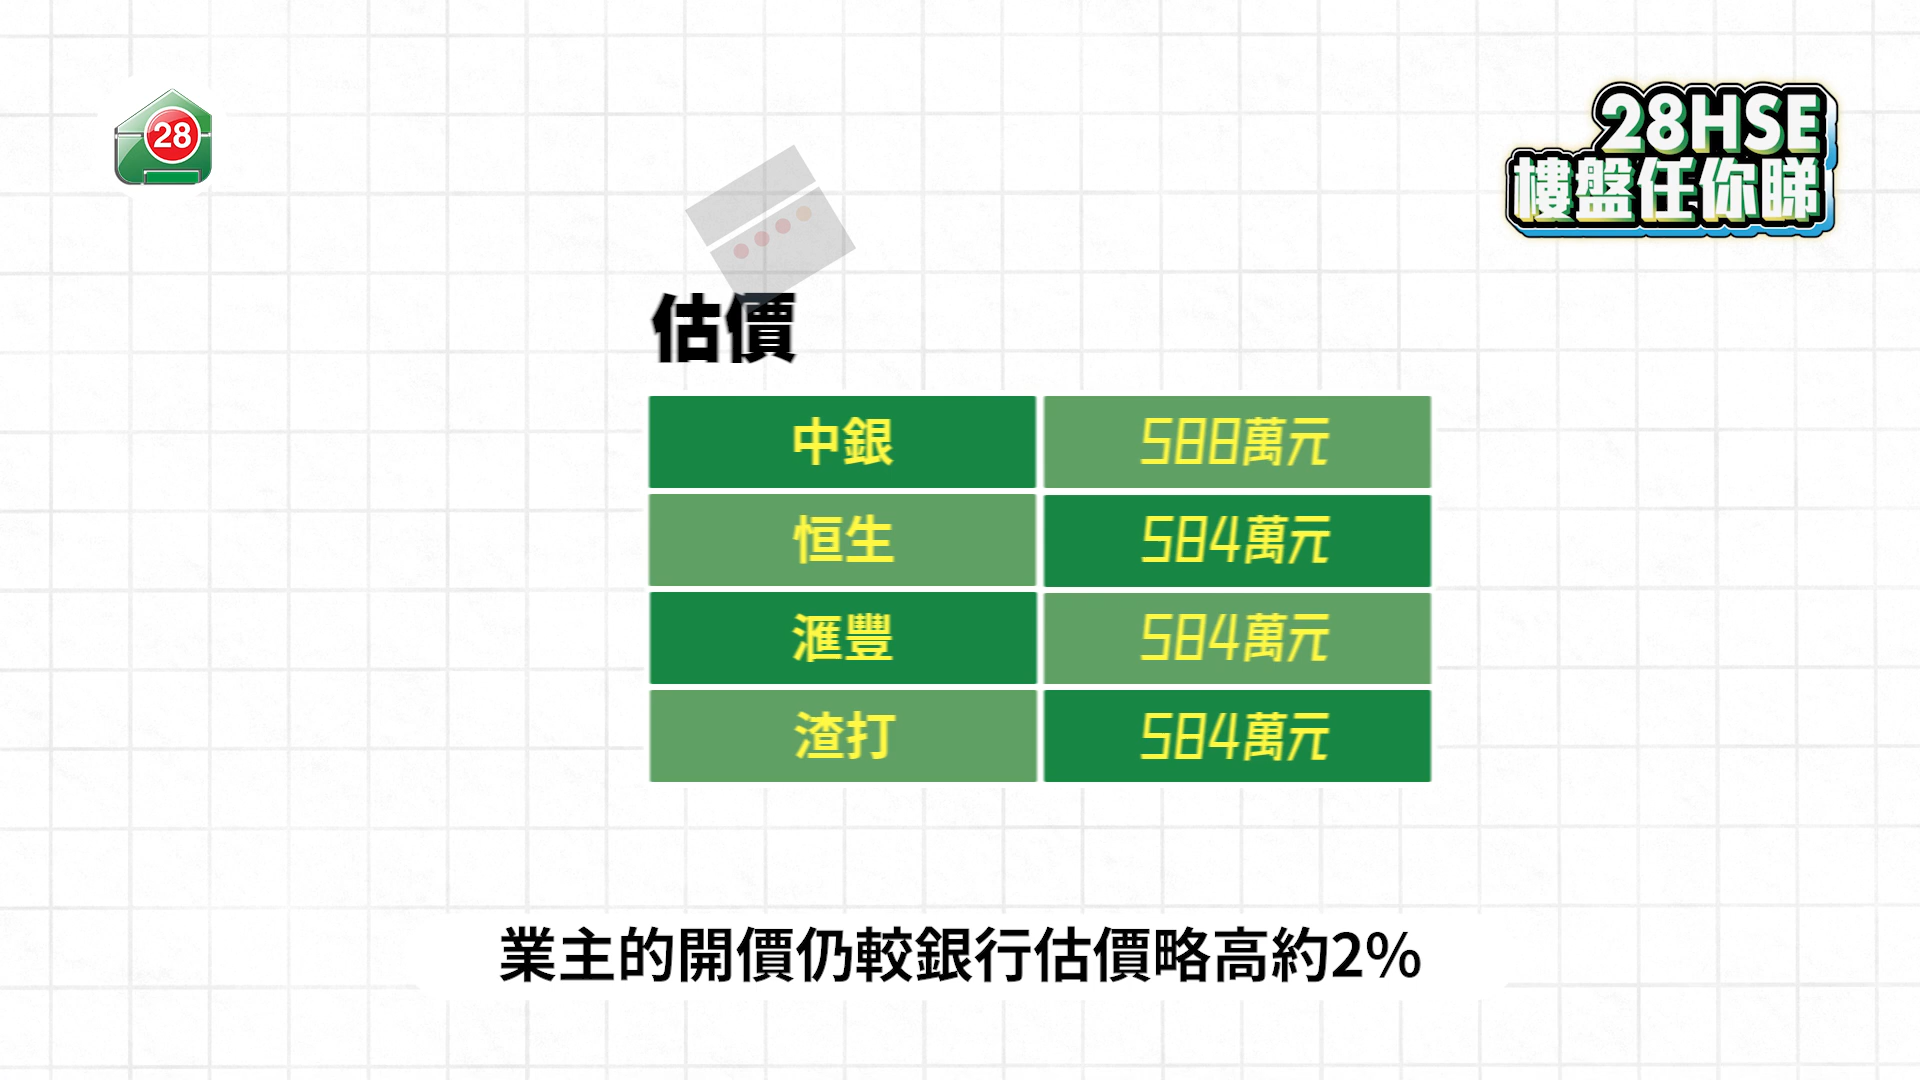 28
28HSE
樓盤任你睇
估價
中銀 588萬元
恒生 584萬元
滙豐 584萬元
渣打 584萬元
業主的開價仍較銀行估價略高約2%